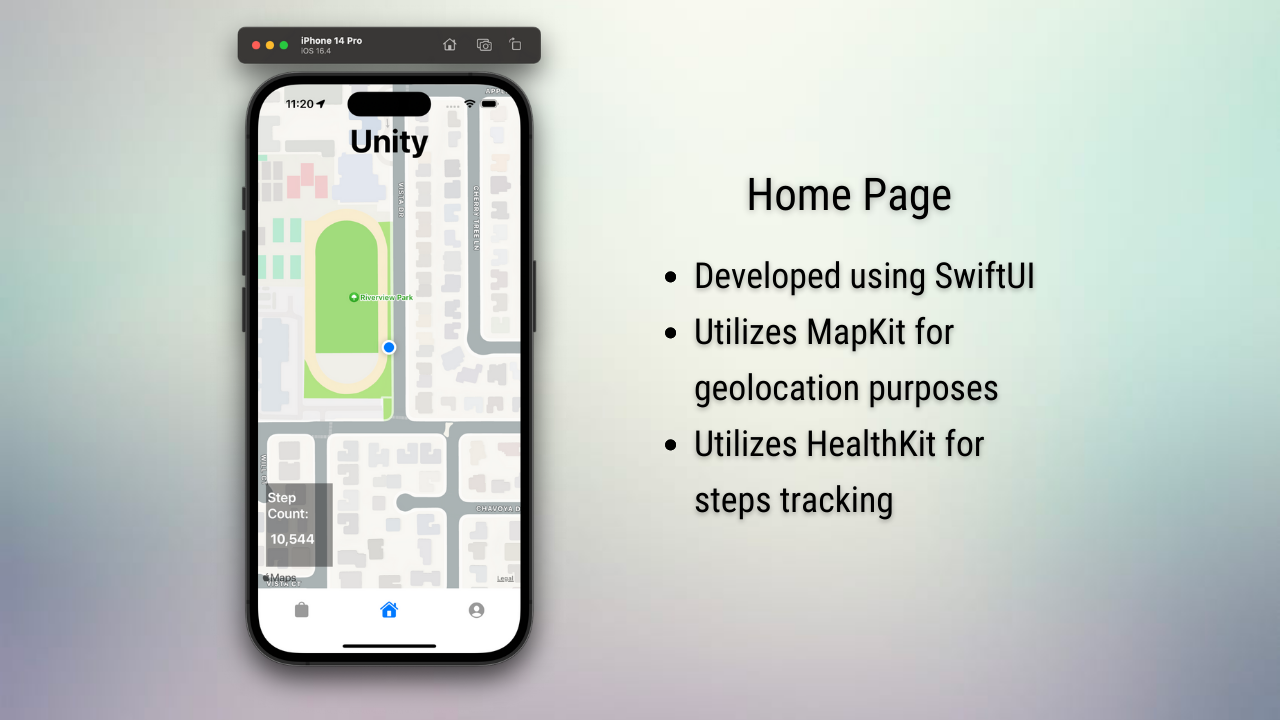 iPhone 14 Pro
iOS 16.4
11:20
Unity
VISTA DR
CHERRY TREE LN
Riverview Park
Step
Count:
10,544
CHAVOYA D
Maps
VISTA CT
Legal
Home Page
• Developed using SwiftUI
• Utilizes MapKit for
geolocation purposes
• Utilizes HealthKit for
steps tracking